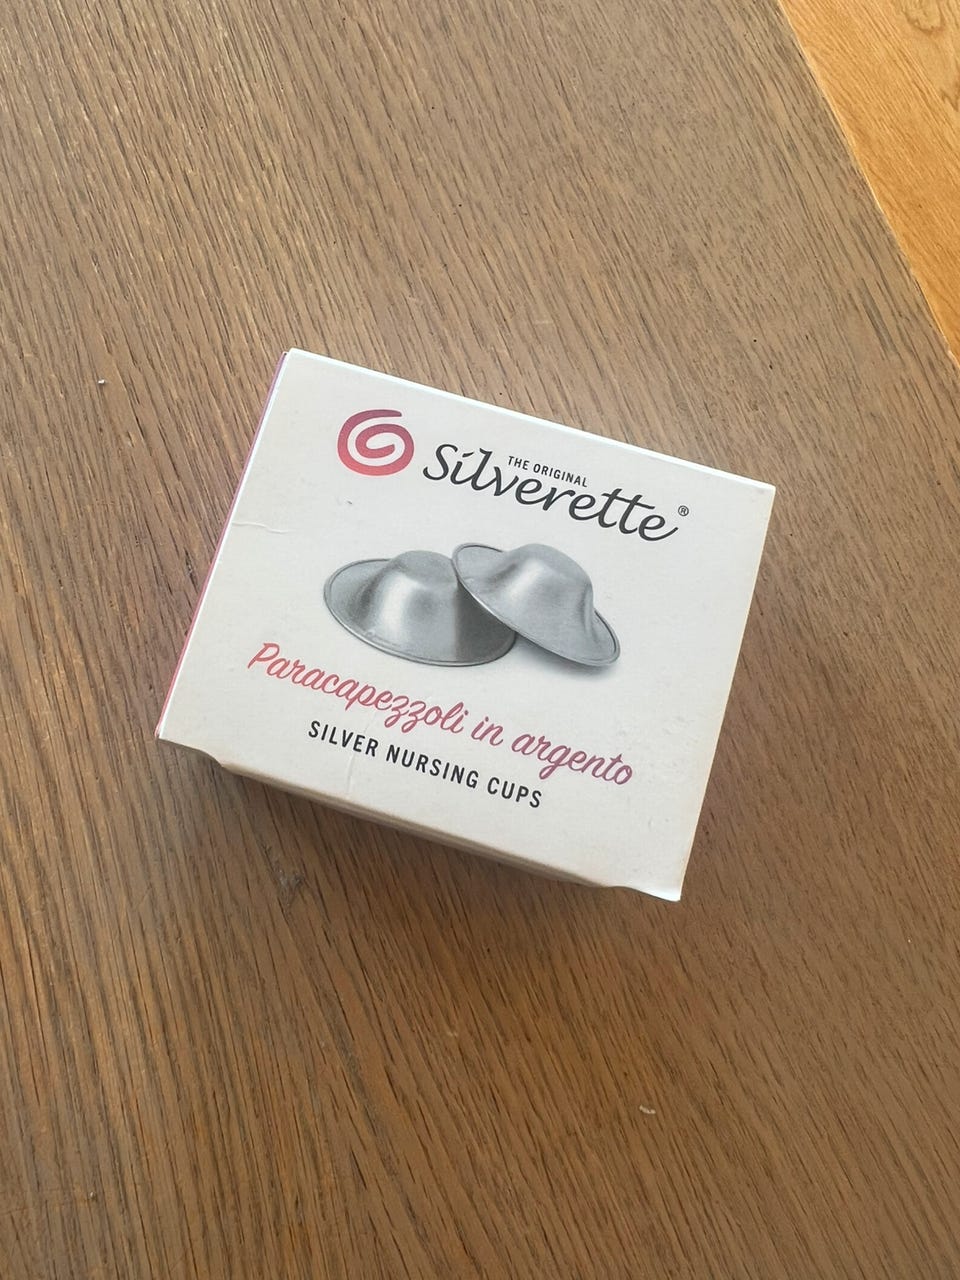 THE ORIGINAL
Silverette®
Paracapezzoli in argento
SILVER NURSING CUPS